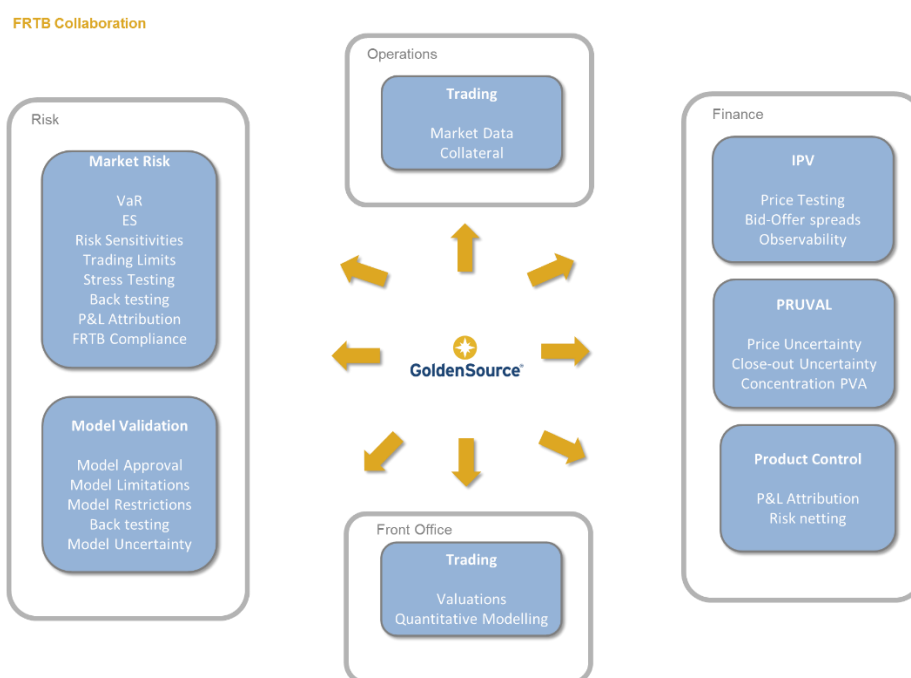 FRTB Collaboration
Operations
Trading
Market Data
Collateral
Risk
Market Risk
VaR
ES
Risk Sensitivities
Trading Limits
Stress Testing
Back testing
P&L Attribution
FRTB Compliance
Model Validation
Model Approval
Model Limitations
Model Restrictions
Back testing
Model Uncertainty
GoldenSource®
Finance
IPV
Price Testing
Bid-Offer spreads
Observability
PRUVAL
Price Uncertainty
Close-out Uncertainty
Concentration PVA
Product Control
P&L Attribution
Risk netting
Front Office
Trading
Valuations
Quantitative Modelling